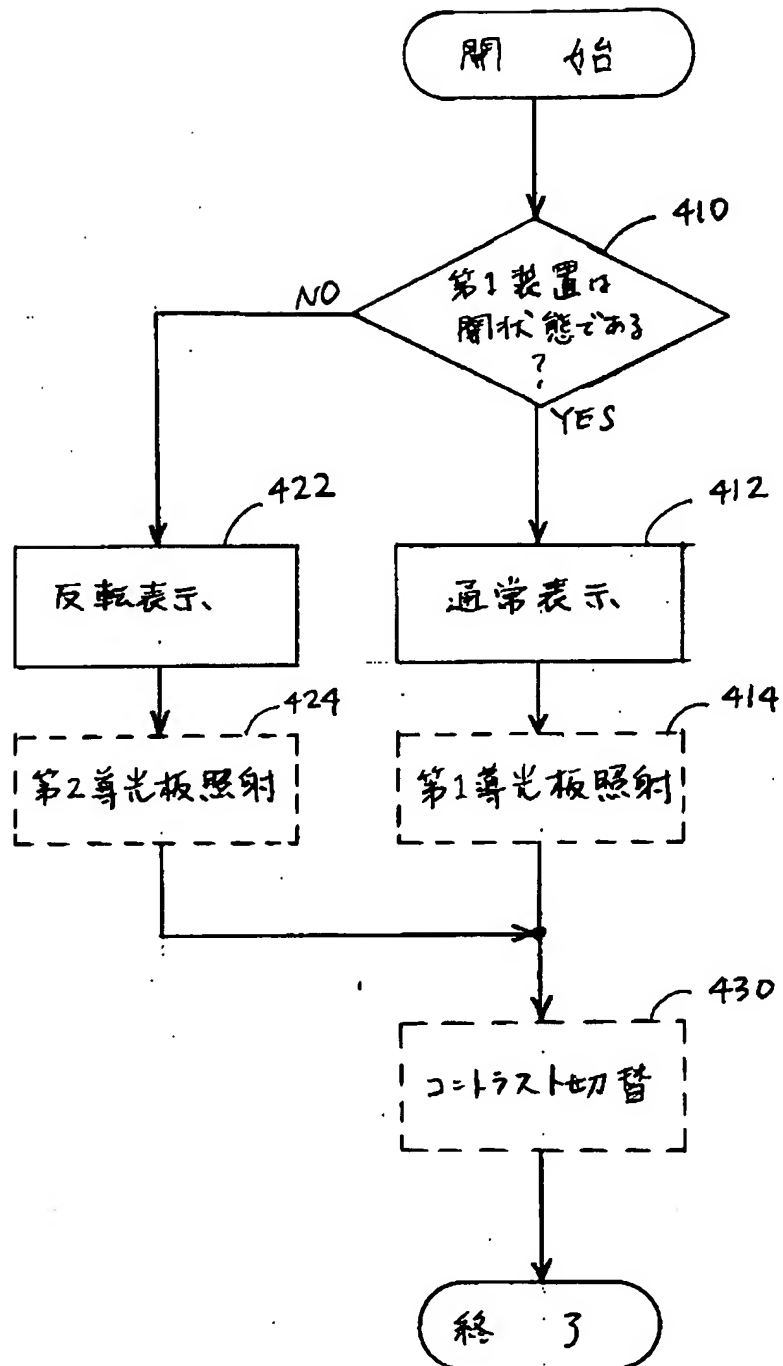 開 始
410
第1装置は
開状態である
?
NO
YES
422
412
反転表示
通常表示
424
414
第2導光板照射
第1導光板照射
430
コントラスト切替
終 了